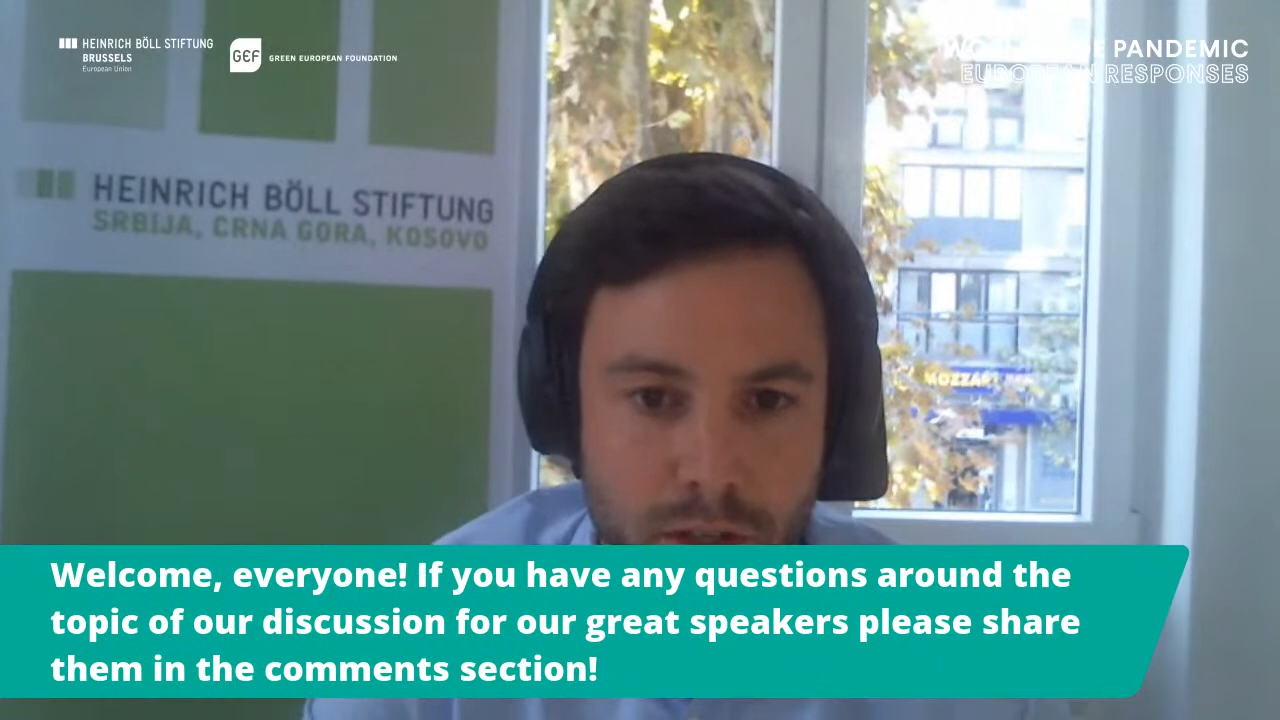 HEINRICH BÖLL STIFTUNG
BRUSSELS
European Union
GEF GREEN EUROPEAN FOUNDATION
WORLDWIDE PANDEMIC
EUROPEAN RESPONSES
HEINRICH BÖLL STIFTUNG
SRBIJA, CRNA GORA, KOSOVO
Welcome, everyone! If you have any questions around the
topic of our discussion for our great speakers please share
them in the comments section!